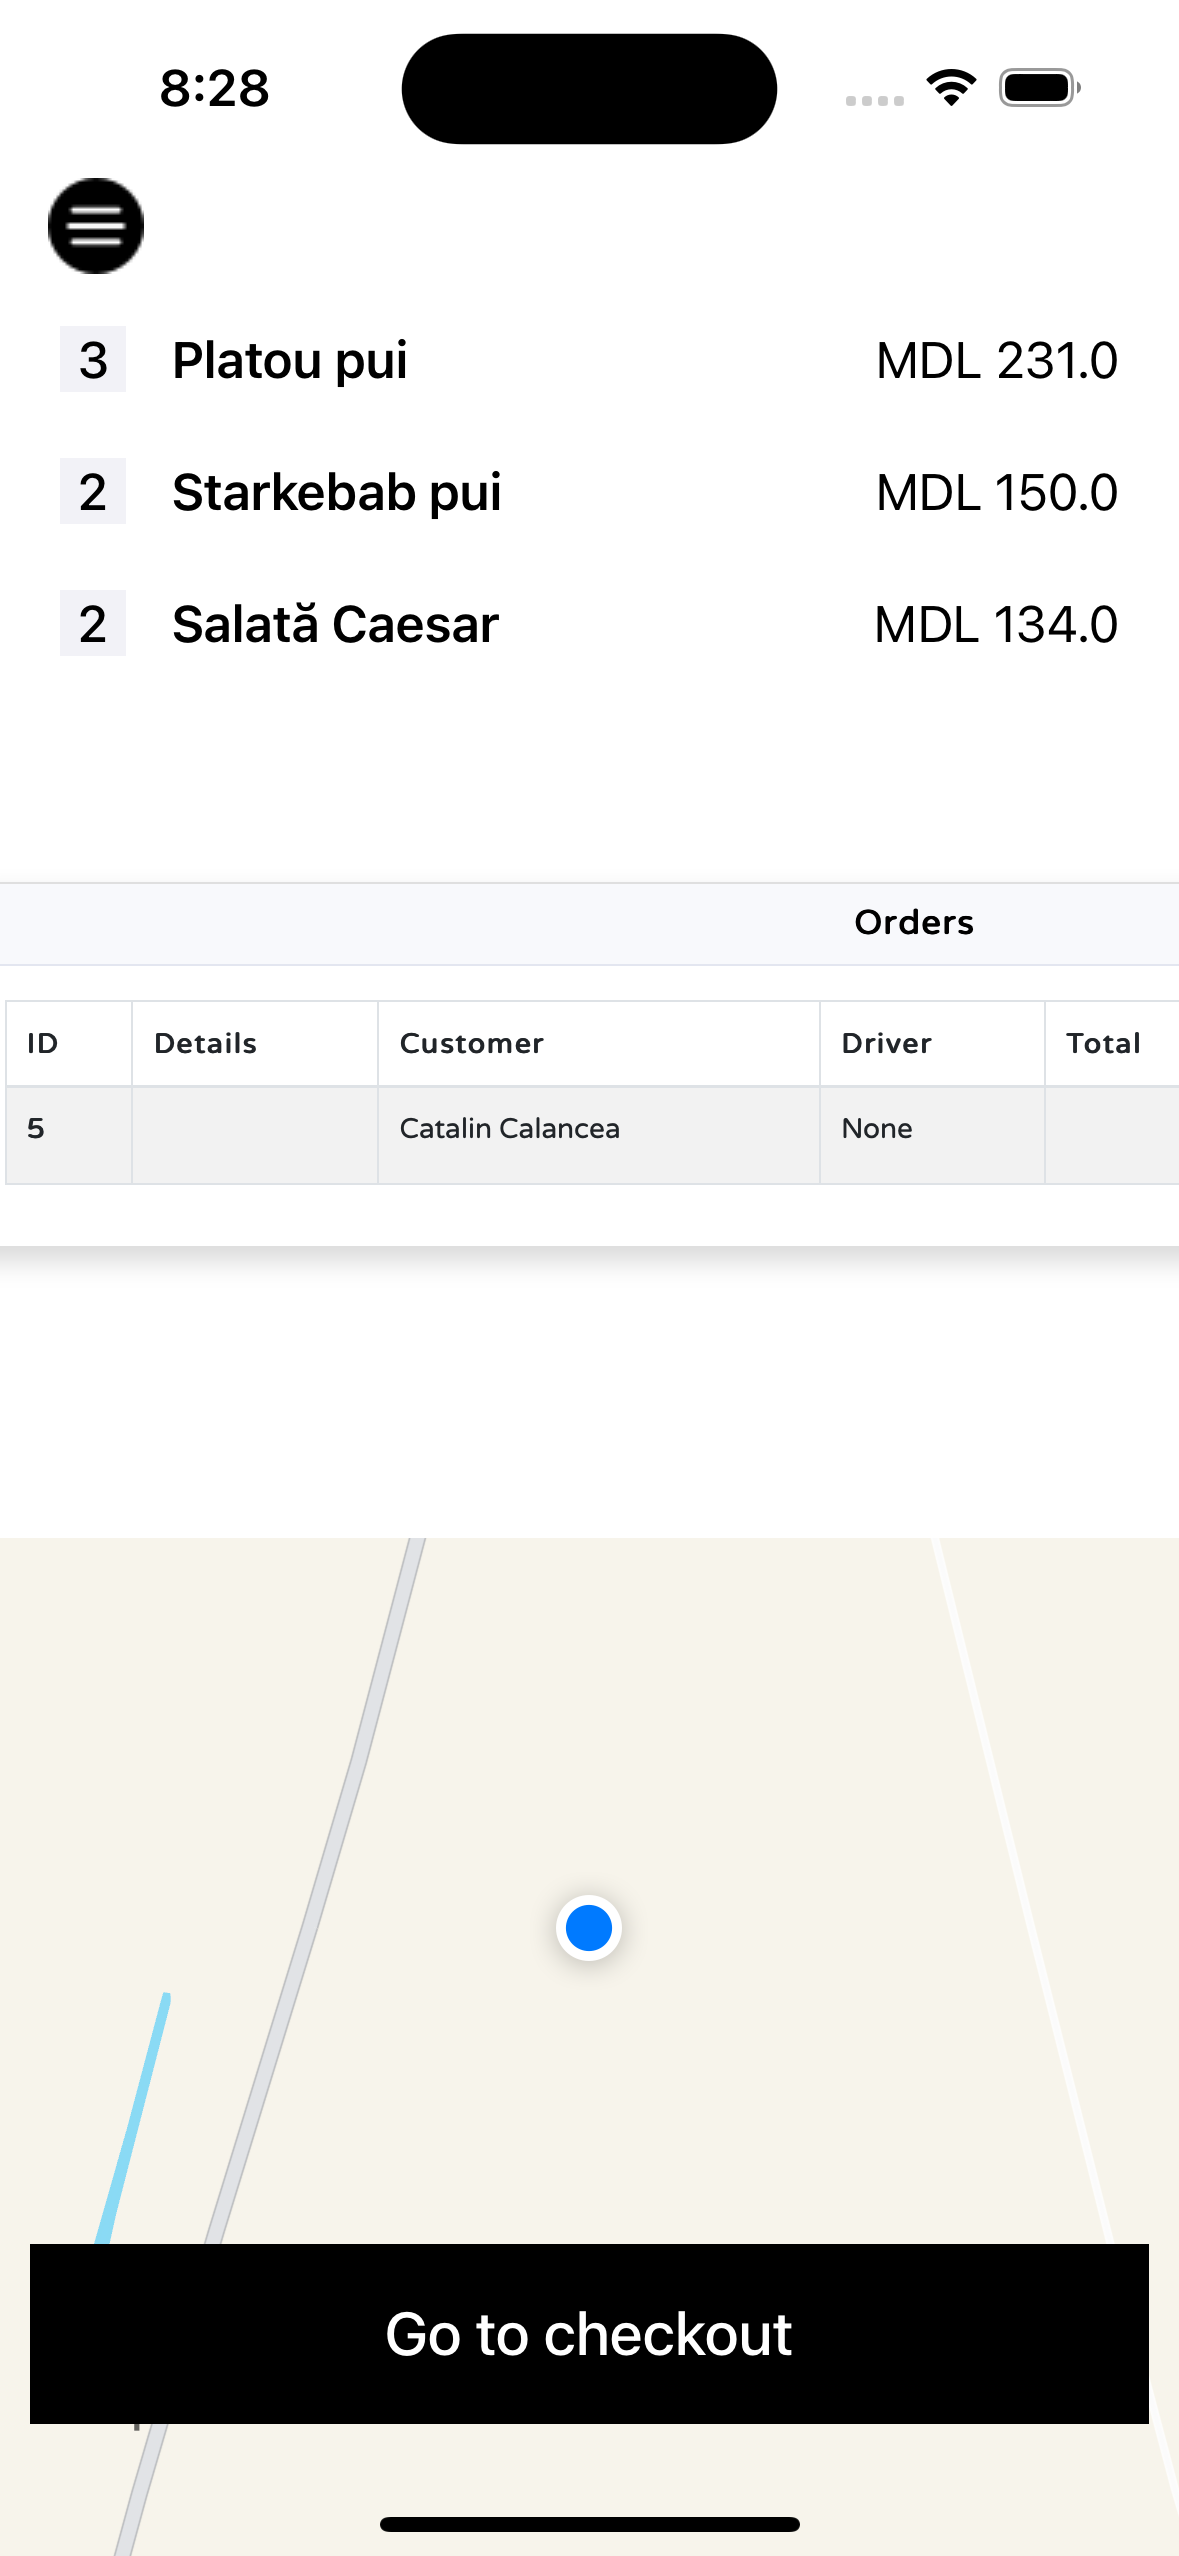 8:28
3 Platou pui MDL 231.0
2 Starkebab pui MDL 150.0
2 Salată Caesar MDL 134.0
Orders
ID Details Customer Driver Total
5 Catalin Calancea None
Go to checkout